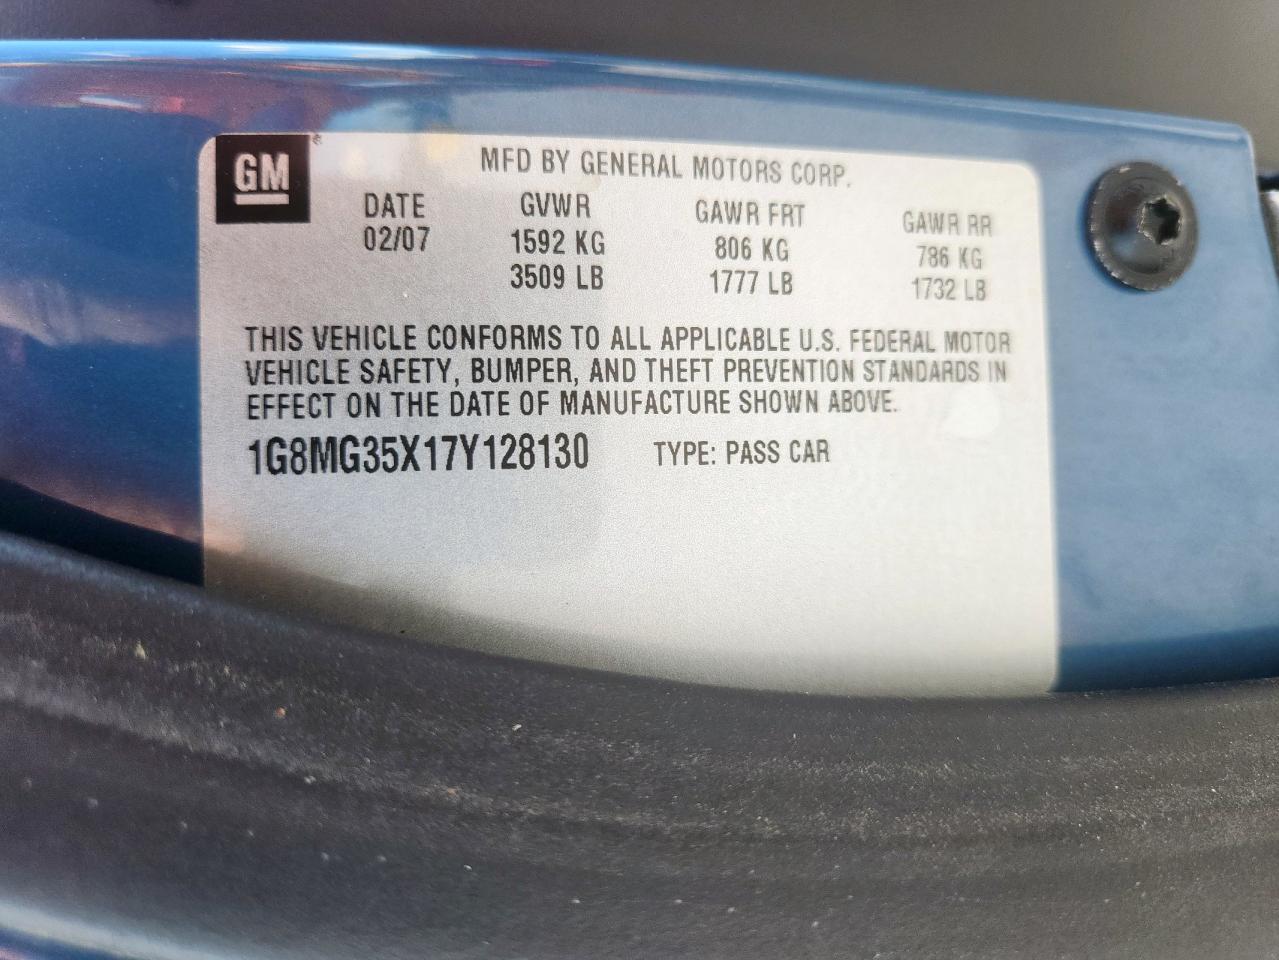 GM
MFD BY GENERAL MOTORS CORP.
DATE GVWR GAWR FRT GAWR RR
02/07 1592 KG 806 KG 786 KG
3509 LB 1777 LB 1732 LB
THIS VEHICLE CONFORMS TO ALL APPLICABLE U.S. FEDERAL MOTOR
VEHICLE SAFETY, BUMPER, AND THEFT PREVENTION STANDARDS IN
EFFECT ON THE DATE OF MANUFACTURE SHOWN ABOVE.
1G8MG35X17Y128130 TYPE: PASS CAR